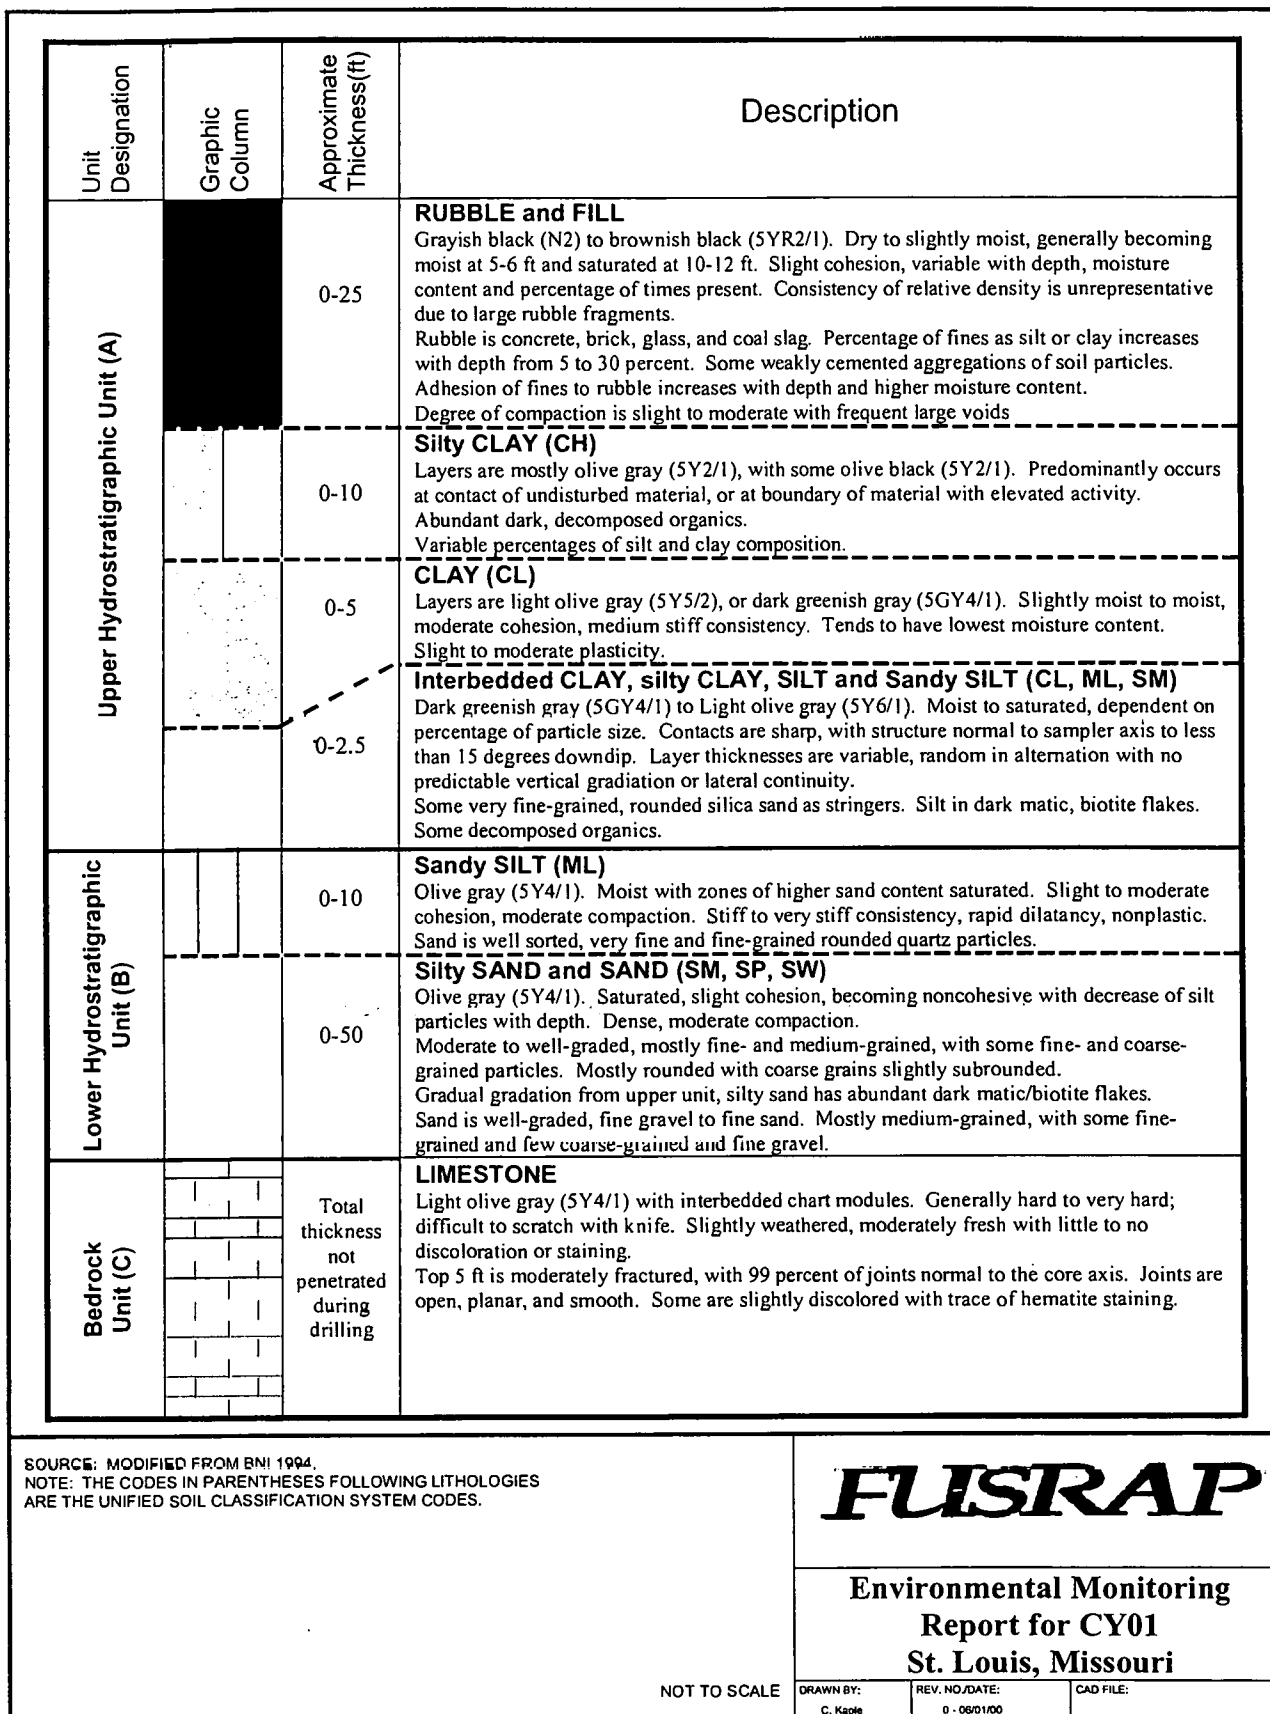 Unit
Designation
Graphic
Column
Approximate
Thickness(ft)
Description
Upper Hydrostratigraphic Unit (A)
0-25
RUBBLE and FILL
Grayish black (N2) to brownish black (5YR2/1). Dry to slightly moist, generally becoming
moist at 5-6 ft and saturated at 10-12 ft. Slight cohesion, variable with depth, moisture
content and percentage of times present. Consistency of relative density is unrepresentative
due to large rubble fragments.
Rubble is concrete, brick, glass, and coal slag. Percentage of fines as silt or clay increases
with depth from 5 to 30 percent. Some weakly cemented aggregations of soil particles.
Adhesion of fines to rubble increases with depth and higher moisture content.
Degree of compaction is slight to moderate with frequent large voids
0-10
Silty CLAY (CH)
Layers are mostly olive gray (5Y2/1), with some olive black (5Y2/1). Predominantly occurs
at contact of undisturbed material, or at boundary of material with elevated activity.
Abundant dark, decomposed organics.
Variable percentages of silt and clay composition.
0-5
CLAY (CL)
Layers are light olive gray (5Y5/2), or dark greenish gray (5GY4/1). Slightly moist to moist,
moderate cohesion, medium stiff consistency. Tends to have lowest moisture content.
Slight to moderate plasticity.
0-2.5
Interbedded CLAY, silty CLAY, SILT and Sandy SILT (CL, ML, SM)
Dark greenish gray (5GY4/1) to Light olive gray (5Y6/1). Moist to saturated, dependent on
percentage of particle size. Contacts are sharp, with structure normal to sampler axis to less
than 15 degrees downdip. Layer thicknesses are variable, random in alternation with no
predictable vertical gradiation or lateral continuity.
Some very fine-grained, rounded silica sand as stringers. Silt in dark matic, biotite flakes.
Some decomposed organics.
Lower Hydrostratigraphic
Unit (B)
0-10
Sandy SILT (ML)
Olive gray (5Y4/1). Moist with zones of higher sand content saturated. Slight to moderate
cohesion, moderate compaction. Stiff to very stiff consistency, rapid dilatancy, nonplastic.
Sand is well sorted, very fine and fine-grained rounded quartz particles.
0-50
Silty SAND and SAND (SM, SP, SW)
Olive gray (5Y4/1). Saturated, slight cohesion, becoming noncohesive with decrease of silt
particles with depth. Dense, moderate compaction.
Moderate to well-graded, mostly fine- and medium-grained, with some fine- and coarse-
grained particles. Mostly rounded with coarse grains slightly subrounded.
Gradual gradation from upper unit, silty sand has abundant dark matic/biotite flakes.
Sand is well-graded, fine gravel to fine sand. Mostly medium-grained, with some fine-
grained and few coarse-grained and fine gravel.
Bedrock
Unit (C)
Total
thickness
not
penetrated
during
drilling
LIMESTONE
Light olive gray (5Y4/1) with interbedded chart modules. Generally hard to very hard;
difficult to scratch with knife. Slightly weathered, moderately fresh with little to no
discoloration or staining.
Top 5 ft is moderately fractured, with 99 percent of joints normal to the core axis. Joints are
open, planar, and smooth. Some are slightly discolored with trace of hematite staining.
SOURCE: MODIFIED FROM BNI 1994.
NOTE: THE CODES IN PARENTHESES FOLLOWING LITHOLOGIES
ARE THE UNIFIED SOIL CLASSIFICATION SYSTEM CODES.
FUSRAP
Environmental Monitoring
Report for CY01
St. Louis, Missouri
NOT TO SCALE
DRAWN BY:
C. Kaple
REV. NO./DATE:
0 - 06/01/00
CAD FILE: